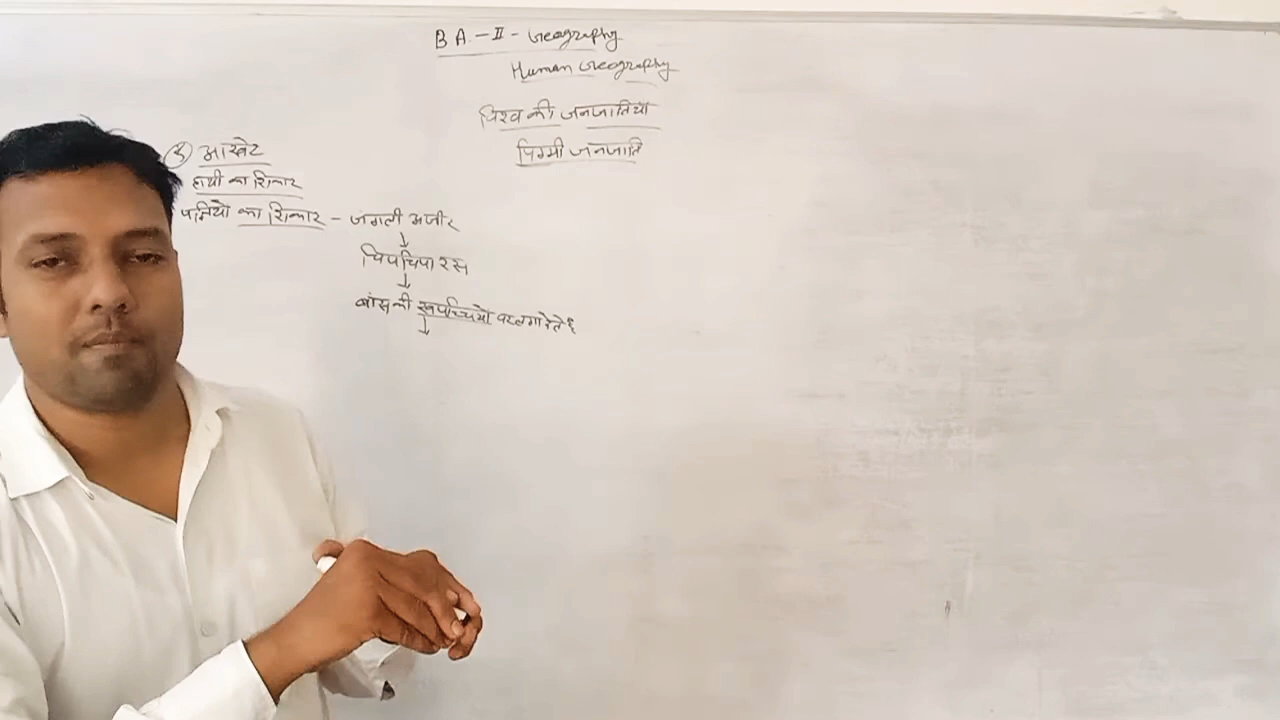 B A. - II - Geography
Human Geography
विश्व की जनजातियाँ
पिग्मी जनजाति
③ आखेट
हाथी का शिकार
पक्षियों का शिकार - जंगली अंजीर
↓
चिपचिपा रस
↓
बांस की खपच्चियों पर लगा देते है
↓